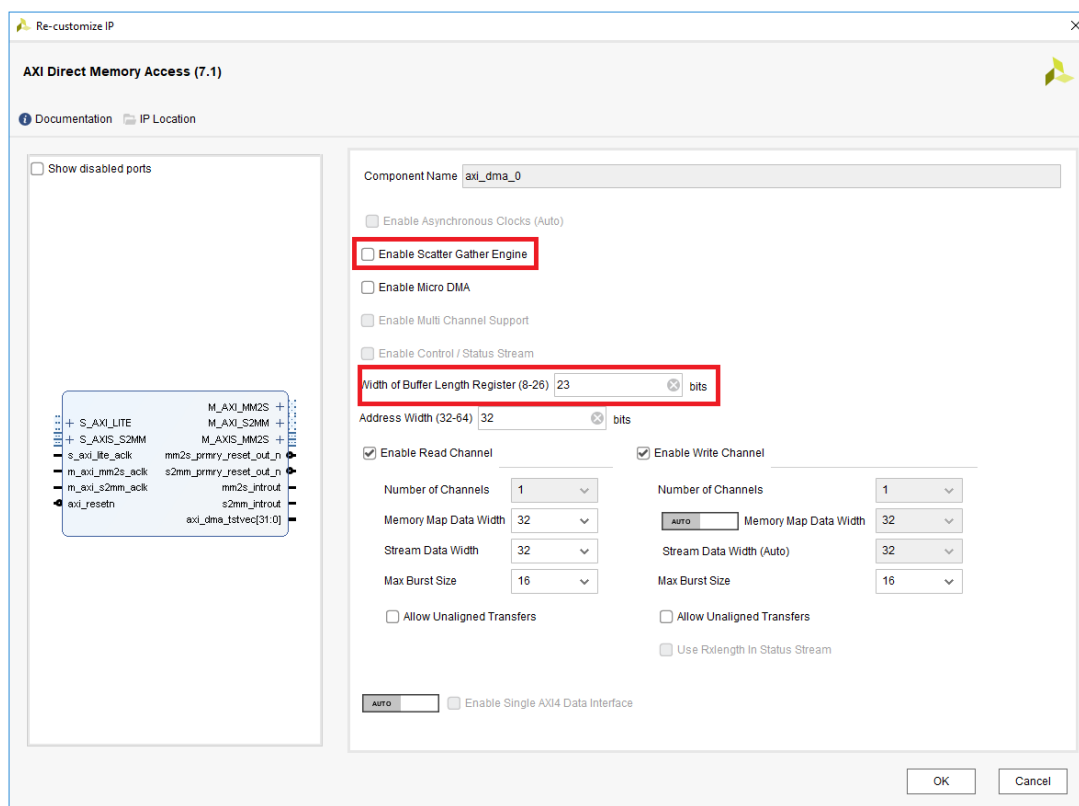 Re-customize IP
AXI Direct Memory Access (7.1)
Documentation IP Location
Show disabled ports
M_AXI_MM2S
S_AXI_LITE M_AXI_S2MM
S_AXIS_S2MM M_AXIS_MM2S
s_axi_lite_aclk mm2s_prmry_reset_out_n
m_axi_mm2s_aclk s2mm_prmry_reset_out_n
m_axi_s2mm_aclk mm2s_introut
axi_resetn s2mm_introut
axi_dma_tstvec[31:0]
Component Name axi_dma_0
Enable Asynchronous Clocks (Auto)
Enable Scatter Gather Engine
Enable Micro DMA
Enable Multi Channel Support
Enable Control / Status Stream
Width of Buffer Length Register (8-26) 23 bits
Address Width (32-64) 32 bits
Enable Read Channel Enable Write Channel
Number of Channels 1 Number of Channels 1
Memory Map Data Width 32 AUTO Memory Map Data Width 32
Stream Data Width 32 Stream Data Width (Auto) 32
Max Burst Size 16 Max Burst Size 16
Allow Unaligned Transfers Allow Unaligned Transfers
Use Rxlength In Status Stream
AUTO Enable Single AXI4 Data Interface
OK Cancel